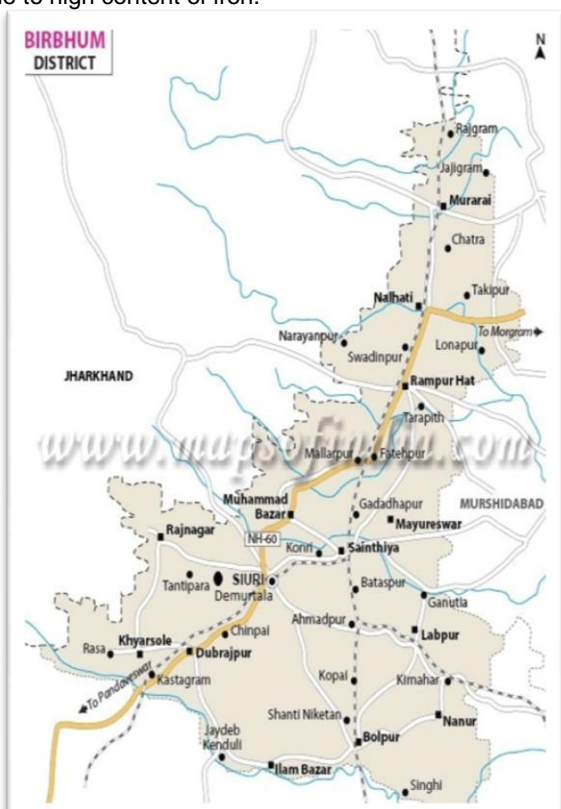 to high content of iron.
BIRBHUM
DISTRICT
N
Rajgram
Jajigram
Murarai
Chatra
Takipur
Nalhati
To Morgram
Narayanpur
Swadinpur
Lonapur
JHARKHAND
Rampur Hat
Tarapith
www.mapsofindia.com
Mallarpur
Fatehpur
Muhammad
Bazar
Gadadhapur
MURSHIDABAD
Mayureswar
Rajnagar
NH-60
Konri
Sainthiya
Tantipara
SIURI
Demurtala
Bataspur
Ganutia
Ahmadpur
Chinpai
Labpur
Rasa
Khyarsole
Dubrajpur
To Pandaveswar
Kastagram
Kopai
Kirnahar
Shanti Niketan
Nanur
Jaydeb
Kenduli
Bolpur
Ilam Bazar
Singhi